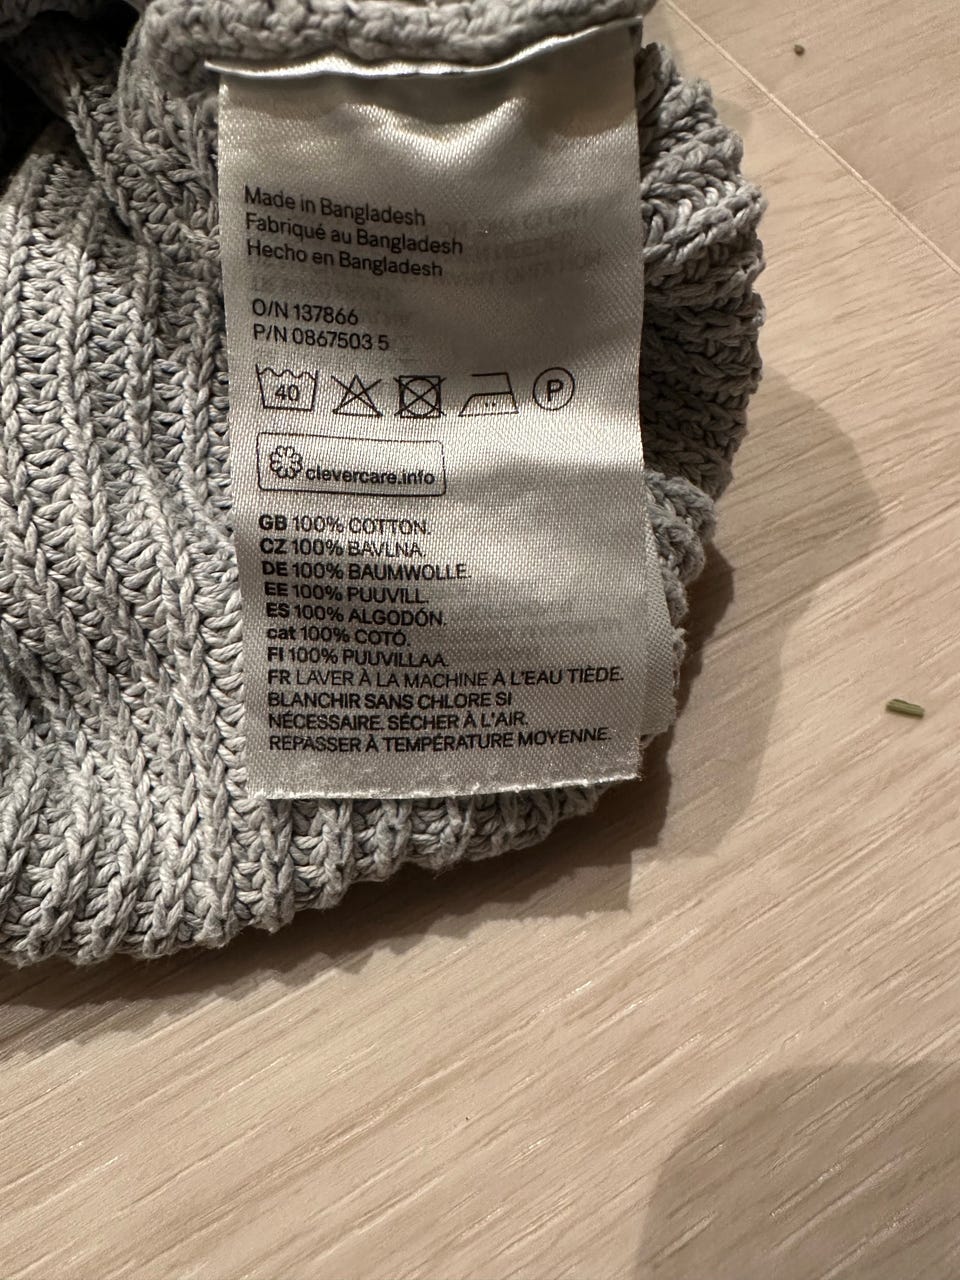 Made in Bangladesh
Fabriqué au Bangladesh
Hecho en Bangladesh
O/N 137866
P/N 0867503 5
40
P
clevercare.info
GB 100% COTTON.
CZ 100% BAVLNA.
DE 100% BAUMWOLLE.
EE 100% PUUVILL.
ES 100% ALGODÓN.
cat 100% COTÓ.
FI 100% PUUVILLAA.
FR LAVER À LA MACHINE À L'EAU TIÈDE.
BLANCHIR SANS CHLORE SI
NÉCESSAIRE. SÉCHER À L'AIR.
REPASSER À TEMPÉRATURE MOYENNE.